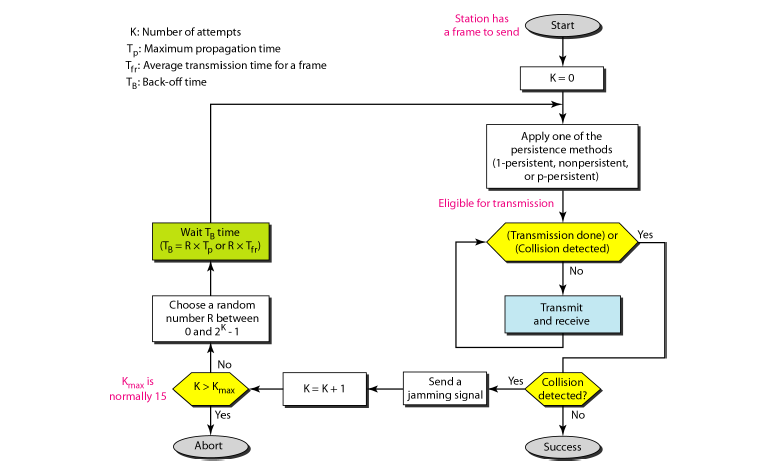 Station has
a frame to send
Start
K: Number of attempts
Tp: Maximum propagation time
Tfr: Average transmission time for a frame
TB: Back-off time
K = 0
Apply one of the
persistence methods
(1-persistent, nonpersistent,
or p-persistent)
Eligible for transmission
Wait TB time
(TB = R × Tp or R × Tfr)
(Transmission done) or
(Collision detected)
Yes
No
Choose a random
number R between
0 and 2^K - 1
Transmit
and receive
No
Kmax is
normally 15
K > Kmax
K = K + 1
Send a
jamming signal
Yes
Collision
detected?
Yes
No
Abort
Success